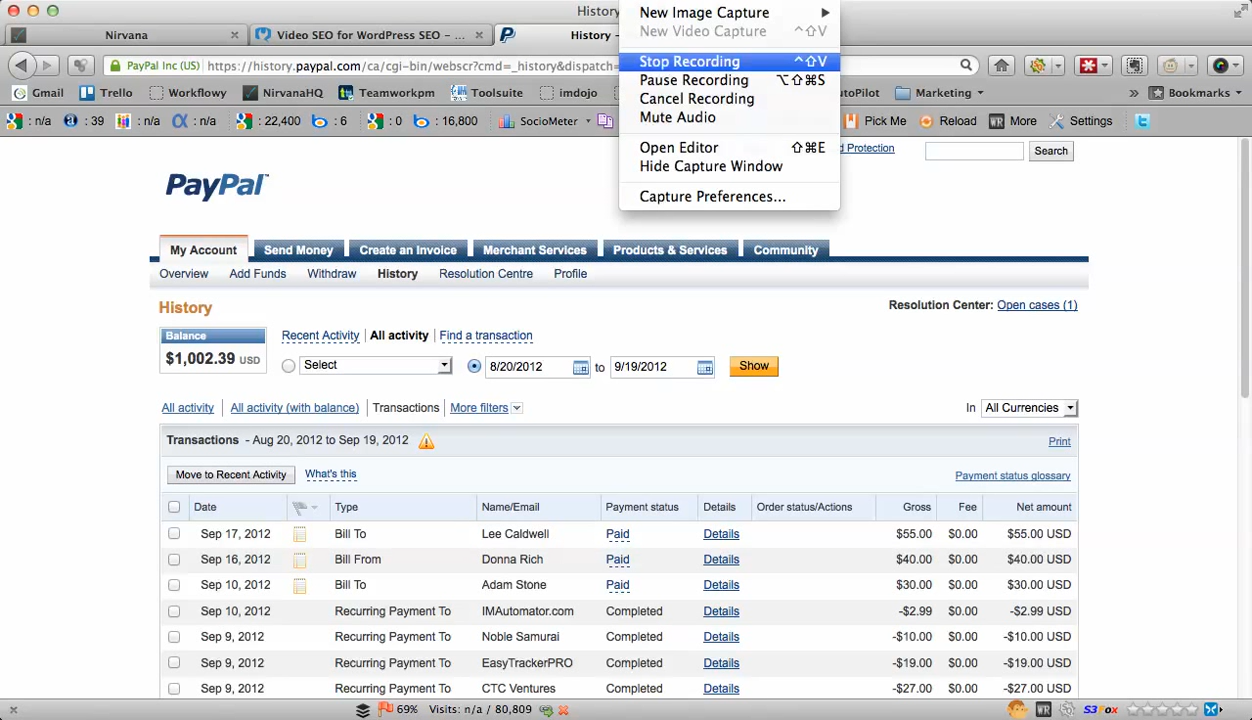 History
New Image Capture
New Video Capture ^⇧V
Stop Recording ^⇧V
Pause Recording ⌥⇧⌘S
Cancel Recording
Mute Audio
Open Editor ⇧⌘E
Hide Capture Window
Capture Preferences...
Nirvana
Video SEO for WordPress SEO – ...
History –
PayPal Inc (US)
https://history.paypal.com/ca/cgi-bin/webscr?cmd=_history&dispatch=
Gmail Trello Workflowy NirvanaHQ Teamworkpm Toolsuite imdojo AutoPilot Marketing » Bookmarks
: n/a : 39 : n/a : n/a : 22,400 : 6 : 0 : 16,800 SocioMeter Pick Me Reload WR More Settings
d Protection Search
PayPal
My Account Send Money Create an Invoice Merchant Services Products & Services Community
Overview Add Funds Withdraw History Resolution Centre Profile
History
Resolution Center: Open cases (1)
Balance
$1,002.39 USD
Recent Activity | All activity | Find a transaction
Select 8/20/2012 to 9/19/2012 Show
All activity | All activity (with balance) | Transactions | More filters
In All Currencies
Transactions - Aug 20, 2012 to Sep 19, 2012
Print
Move to Recent Activity What's this
Payment status glossary
Date Type Name/Email Payment status Details Order status/Actions Gross Fee Net amount
Sep 17, 2012 Bill To Lee Caldwell Paid Details $55.00 $0.00 $55.00 USD
Sep 16, 2012 Bill From Donna Rich Paid Details $40.00 $0.00 $40.00 USD
Sep 10, 2012 Bill To Adam Stone Paid Details $30.00 $0.00 $30.00 USD
Sep 10, 2012 Recurring Payment To IMAutomator.com Completed Details -$2.99 $0.00 -$2.99 USD
Sep 9, 2012 Recurring Payment To Noble Samurai Completed Details -$10.00 $0.00 -$10.00 USD
Sep 9, 2012 Recurring Payment To EasyTrackerPRO Completed Details -$19.00 $0.00 -$19.00 USD
Sep 9, 2012 Recurring Payment To CTC Ventures Completed Details -$27.00 $0.00 -$27.00 USD
69% Visits: n/a / 80,809 WR S3Fox